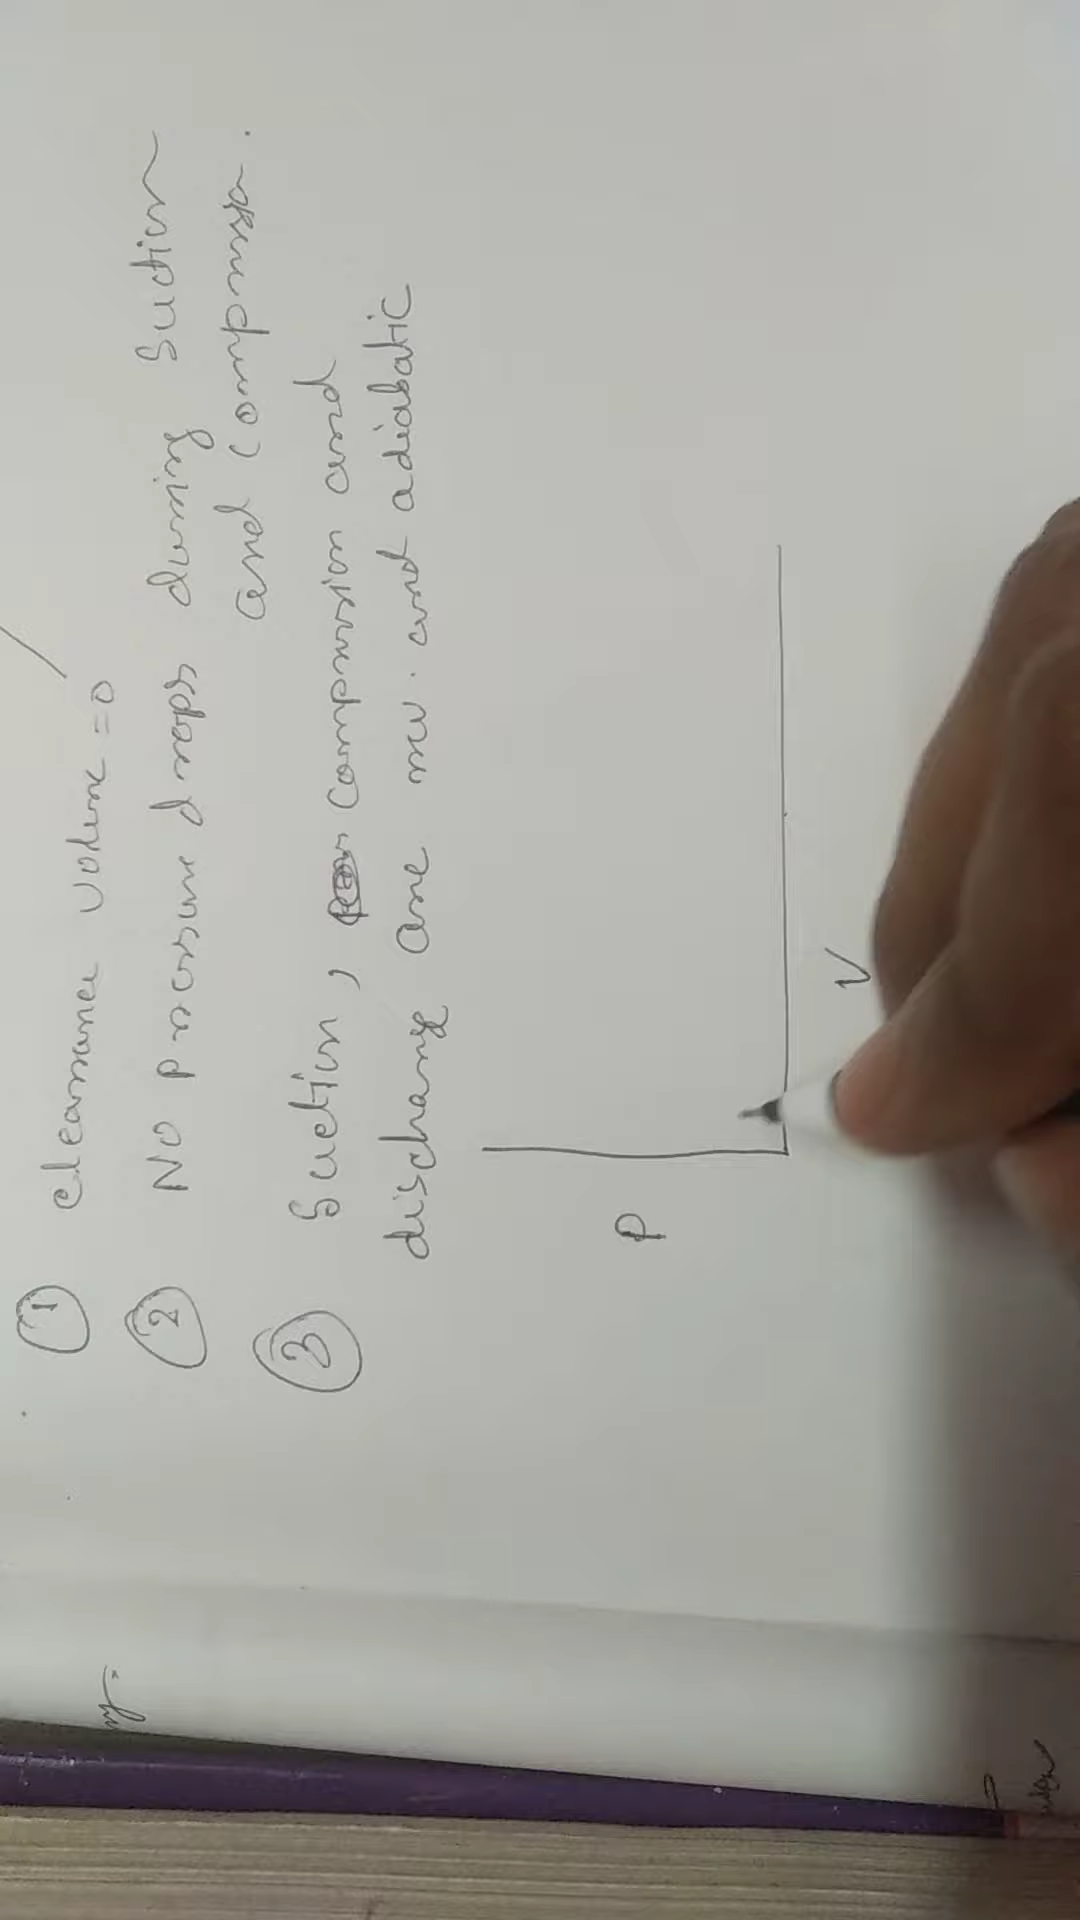 ① clearance volume = 0
② No pressure drops during suction
and compressn.
③ Suction, compression and
discharge are rev. and adiabatic
P
V